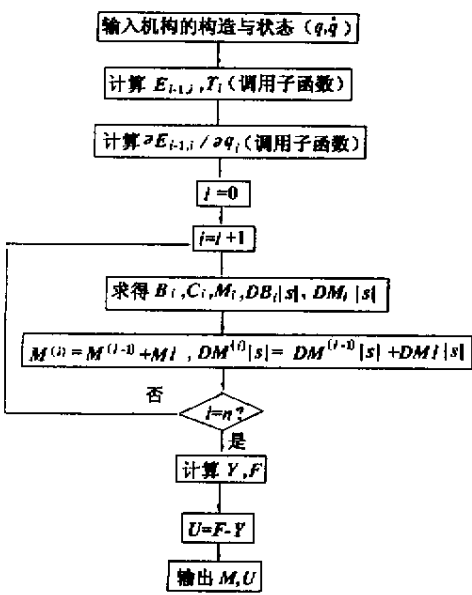 输入机构的构造与状态（q,q̇）
计算 E_{i-1,i} ,T_i（调用子函数）
计算 ∂E_{i-1,i} / ∂q_i（调用子函数）
i =0
i=i +1
求得 B_i ,C_i ,M_i ,DB_i|s|、DM_i |s|
M^{(i)} = M^{(i-1)} +Mi , DM^{(i)}|s|= DM^{(i-1)}|s| +DMi|s|
否
i=n?
是
计算 Y ,F
U=F-Y
输出 M,U